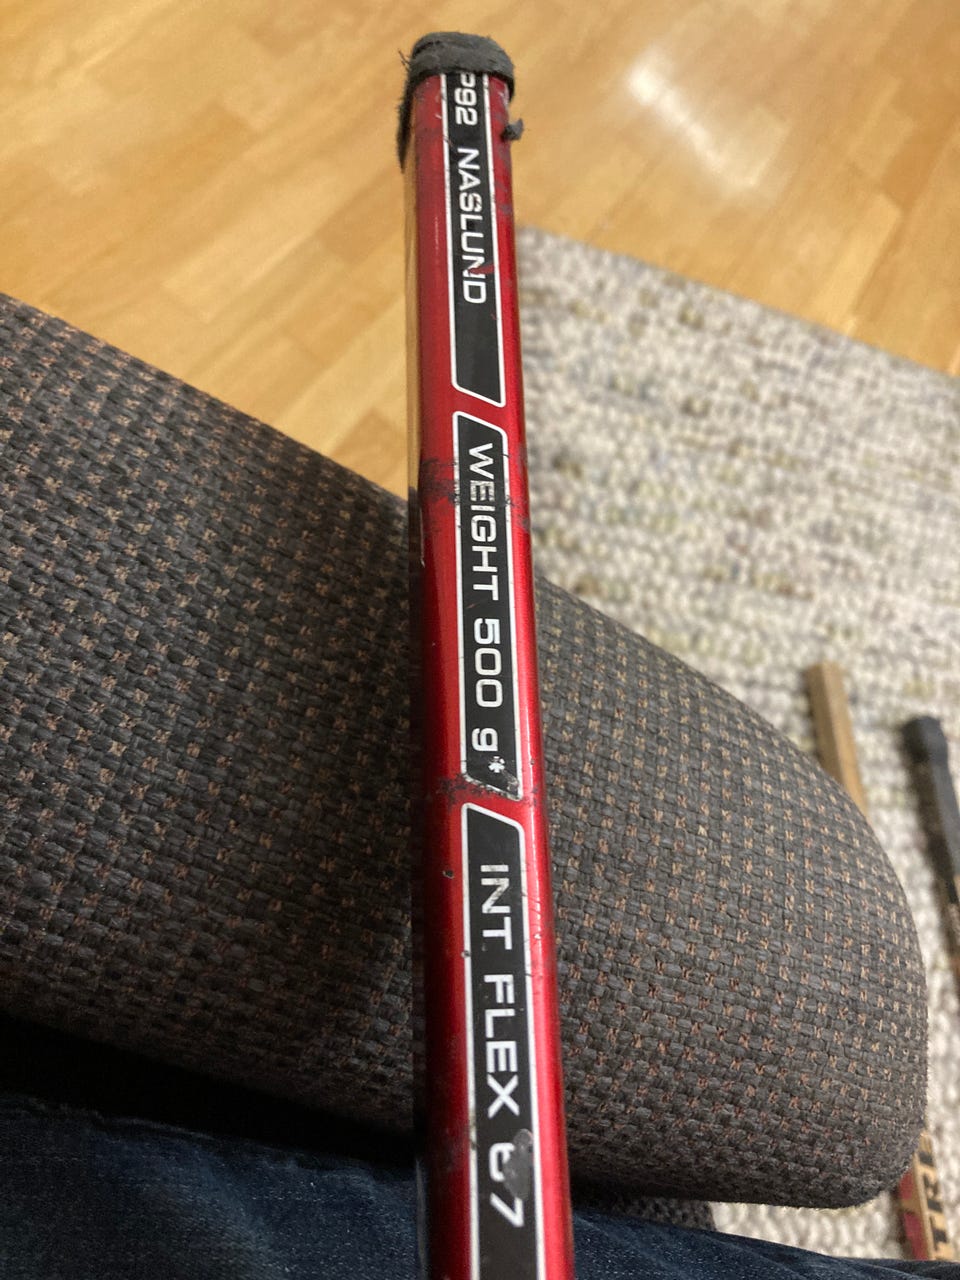 P92 NASLUND
WEIGHT 500 g*
INT FLEX 67